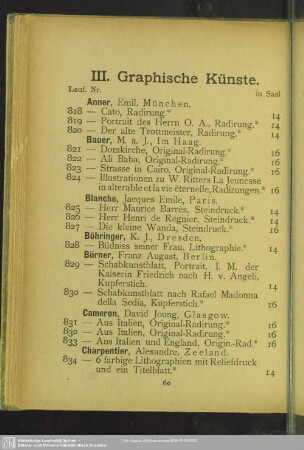 III. Graphische Künste.
Lauf. Nr. in Saal
Anner, Emil, München.
818 — Cato, Radirung.* 14
819 — Portrait des Herrn O. A., Radirung.* 14
820 — Der alte Trottmeister, Radirung.* 14
Bauer, M. a. J., Im Haag.
821 — Domkirche, Original-Radirung.* 16
822 — Ali Baba, Original-Radirung.* 16
823 — Strasse in Cairo, Original-Radirung.* 16
824 — Illustrationen zu W. Ritters La Jeunesse
in alterable et la vie éternelle, Radirungen.* 16
Blanche, Jacques Emile, Paris.
825 — Herr Maurice Barrès, Steindruck.* 14
826 — Herr Henri de Régnier, Steindruck.* 14
827 — Die kleine Wanda, Steindruck.* 16
Böhringer, K. J., Dresden.
828 — Bildniss seiner Frau, Lithographie.* 14
Börner, Franz August, Berlin.
829 — Schabkunstblatt, Portrait. I. M. der
Kaiserin Friedrich nach H. v. Angeli,
Kupferstich. 14
830 — Schabkunstblatt nach Rafael Madonna
della Sedia, Kupferstich.* 16
Cameron, David Joung, Glasgow.
831 — Aus Italien, Original-Radirung.* 16
832 — Aus Italien, Original-Radirung.* 16
833 — Aus Italien und England, Origin.-Rad.* 16
Charpentier, Alexandre, Zeeland.
834 — 6 farbige Lithographien mit Reliefdruck
und ein Titelblatt.* 14
60